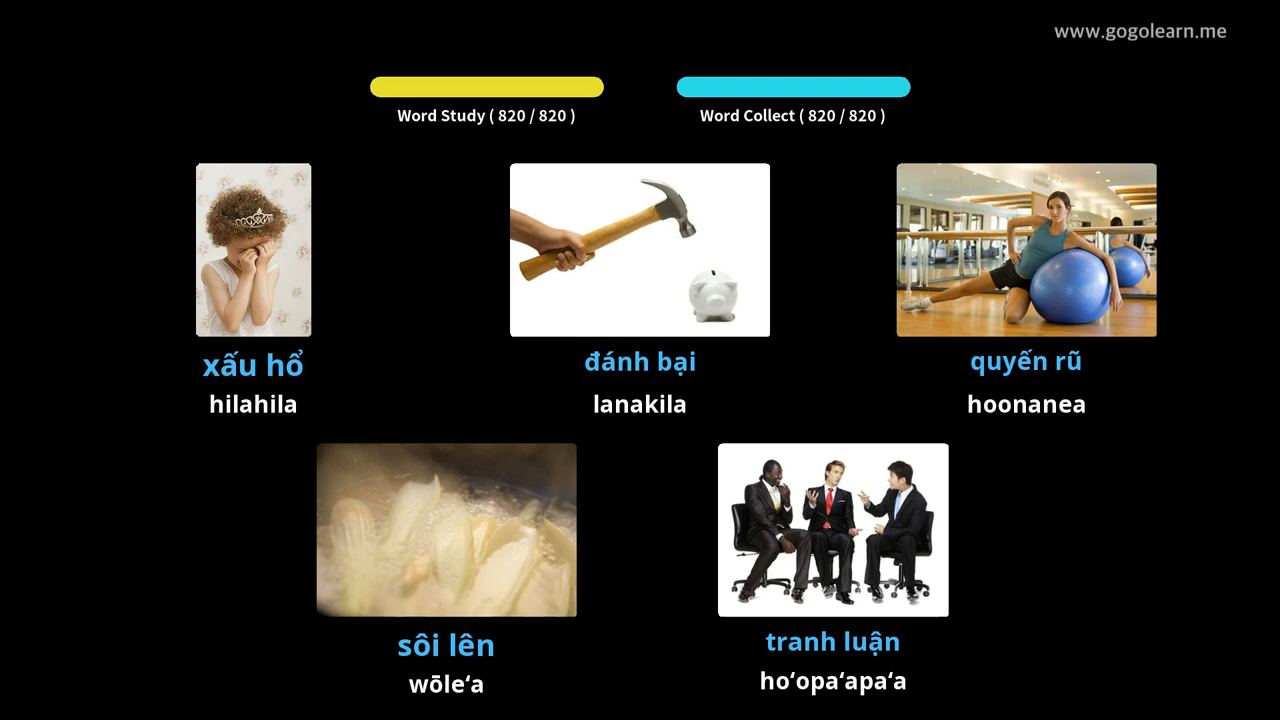 www.gogolearn.me
Word Study ( 820 / 820 )
Word Collect ( 820 / 820 )
xấu hổ
hilahila
đánh bại
lanakila
quyến rũ
hoonanea
sôi lên
wōleʻa
tranh luận
hoʻopaʻapaʻa